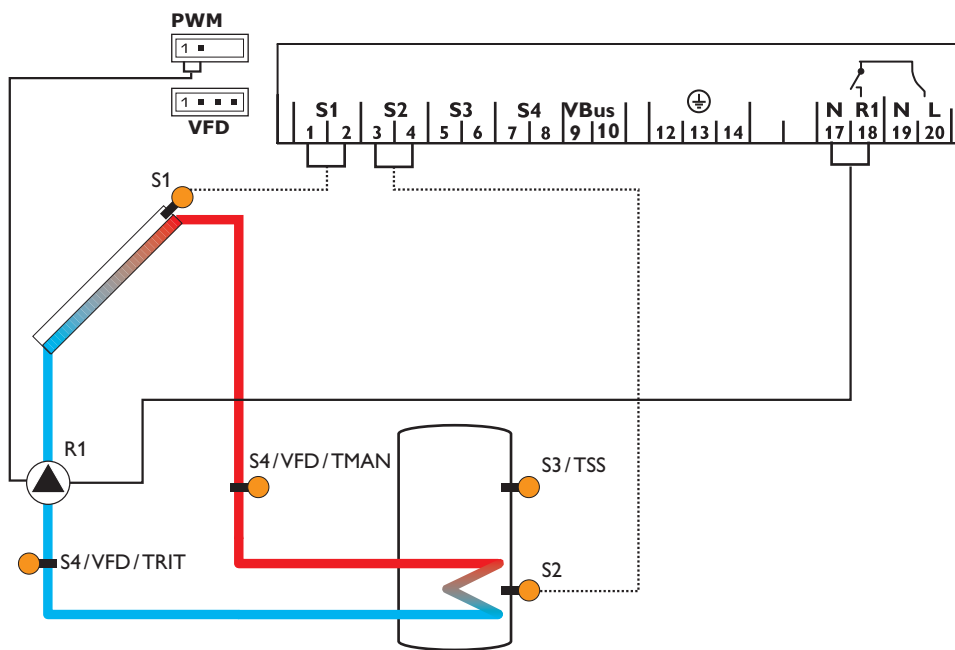 PWM
1
1
VFD
S1 S2 S3 S4 VBus N R1 N L
1 2 3 4 5 6 7 8 9 10 12 13 14 17 18 19 20
S1
R1
S4/VFD/TMAN
S3/TSS
S4/VFD/TRIT
S2